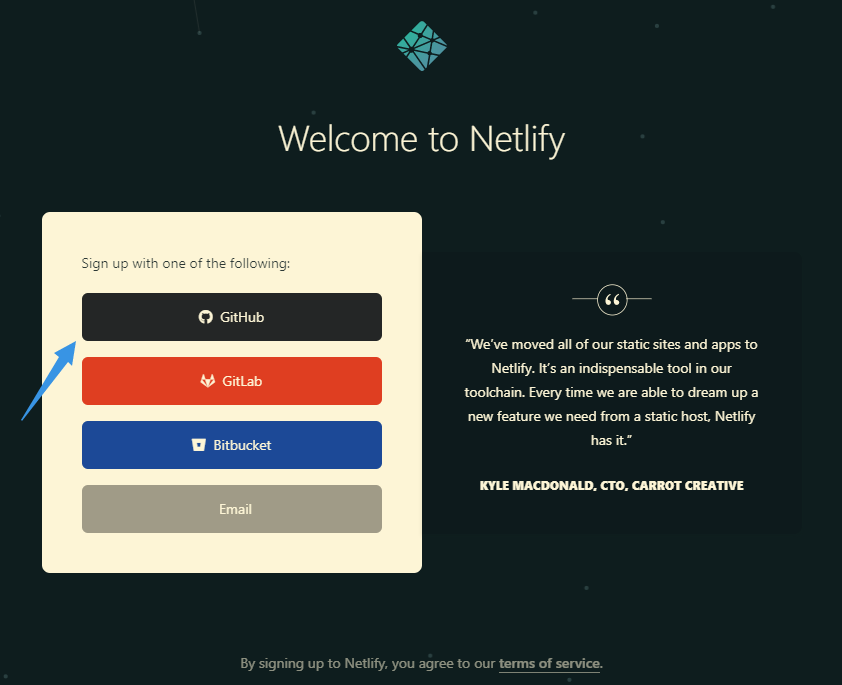 Welcome to Netlify
Sign up with one of the following:
GitHub
GitLab
Bitbucket
Email
“We’ve moved all of our static sites and apps to
Netlify. It’s an indispensable tool in our
toolchain. Every time we are able to dream up a
new feature we need from a static host, Netlify
has it.”
KYLE MACDONALD, CTO, CARROT CREATIVE
By signing up to Netlify, you agree to our terms of service.